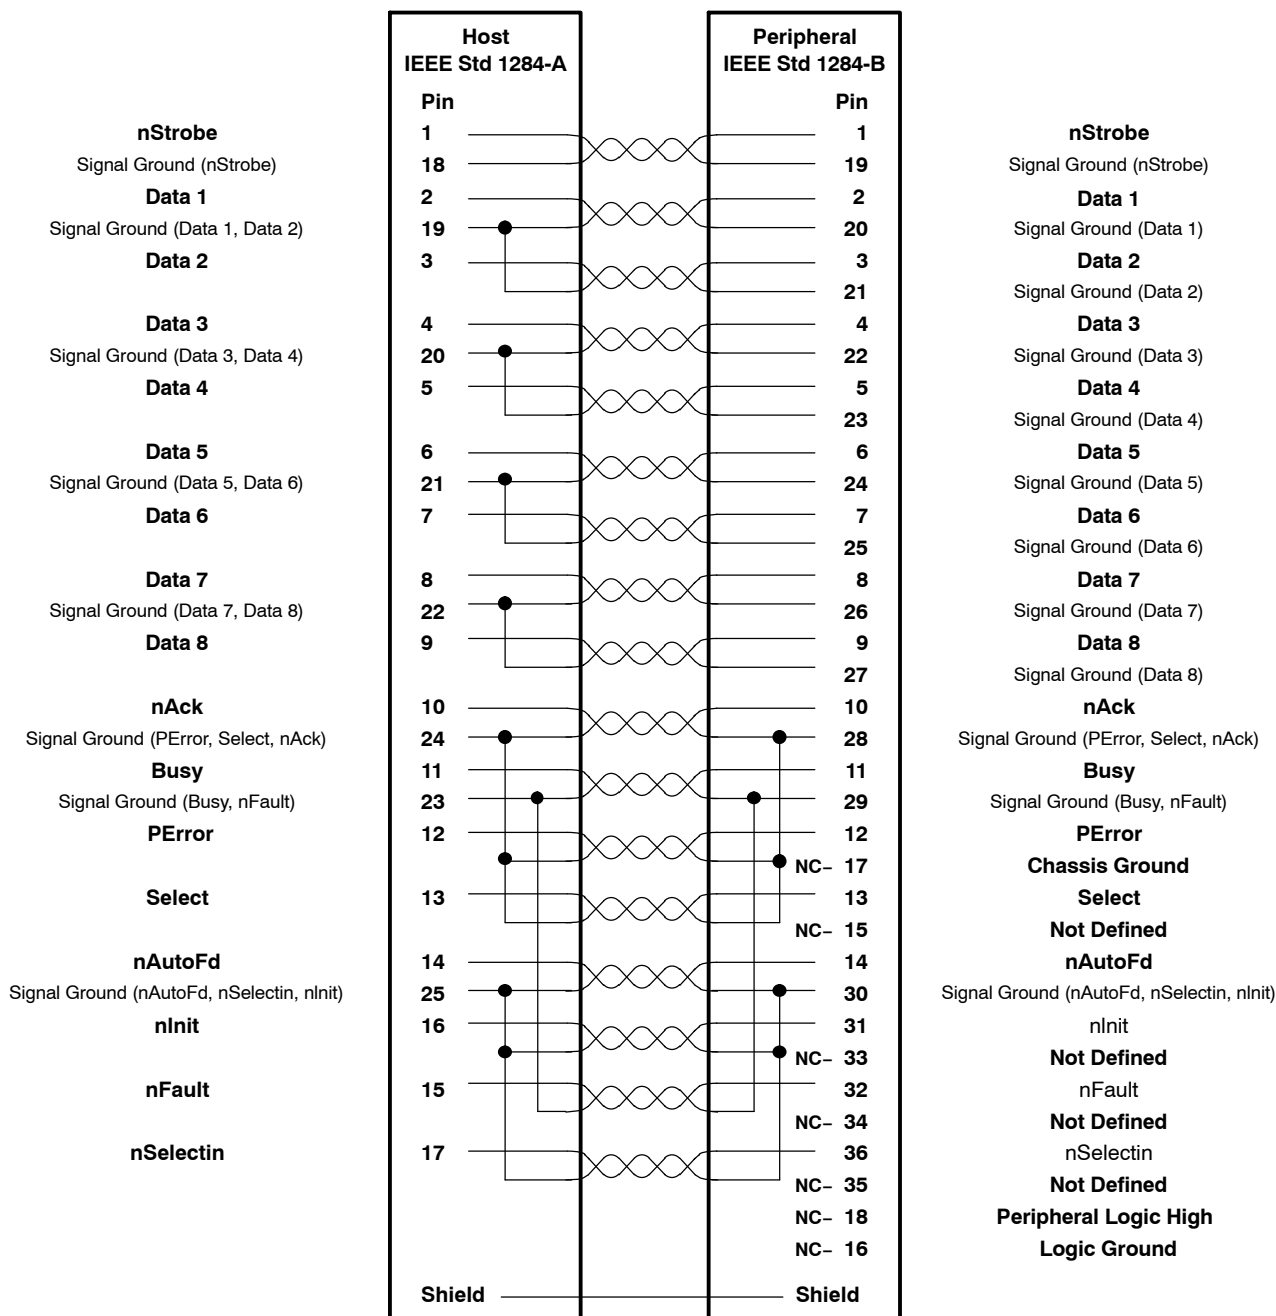 Host Peripheral
IEEE Std 1284-A IEEE Std 1284-B
Pin Pin
nStrobe 1 1 nStrobe
Signal Ground (nStrobe) 18 19 Signal Ground (nStrobe)
Data 1 2 2 Data 1
Signal Ground (Data 1, Data 2) 19 20 Signal Ground (Data 1)
Data 2 3 3 Data 2
21 Signal Ground (Data 2)
Data 3 4 4 Data 3
Signal Ground (Data 3, Data 4) 20 22 Signal Ground (Data 3)
Data 4 5 5 Data 4
23 Signal Ground (Data 4)
Data 5 6 6 Data 5
Signal Ground (Data 5, Data 6) 21 24 Signal Ground (Data 5)
Data 6 7 7 Data 6
25 Signal Ground (Data 6)
Data 7 8 8 Data 7
Signal Ground (Data 7, Data 8) 22 26 Signal Ground (Data 7)
Data 8 9 9 Data 8
27 Signal Ground (Data 8)
nAck 10 10 nAck
Signal Ground (PError, Select, nAck) 24 28 Signal Ground (PError, Select, nAck)
Busy 11 11 Busy
Signal Ground (Busy, nFault) 23 29 Signal Ground (Busy, nFault)
PError 12 12 PError
NC– 17 Chassis Ground
Select 13 13 Select
NC– 15 Not Defined
nAutoFd 14 14 nAutoFd
Signal Ground (nAutoFd, nSelectin, nInit) 25 30 Signal Ground (nAutoFd, nSelectin, nInit)
nInit 16 31 nInit
NC– 33 Not Defined
nFault 15 32 nFault
NC– 34 Not Defined
nSelectin 17 36 nSelectin
NC– 35 Not Defined
NC– 18 Peripheral Logic High
NC– 16 Logic Ground
Shield Shield